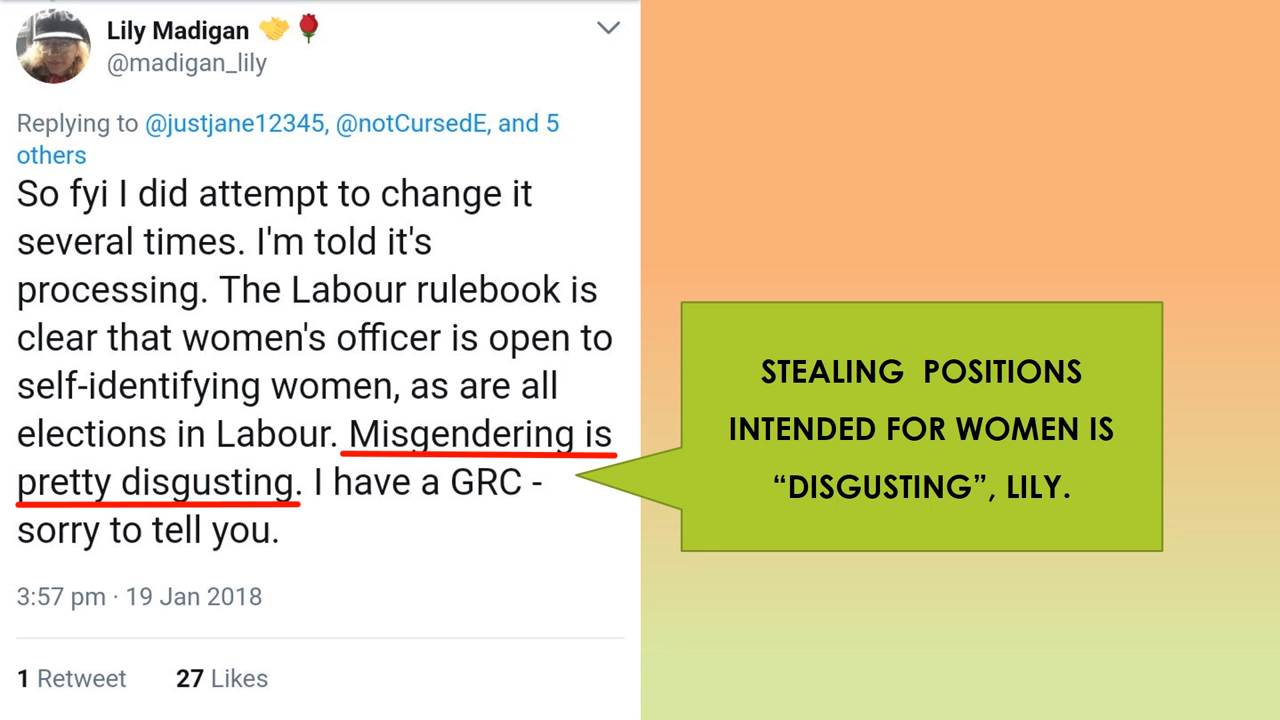 Lily Madigan 🤝🌹
@madigan_lily
Replying to @justjane12345, @notCursedE, and 5
others
So fyi I did attempt to change it
several times. I'm told it's
processing. The Labour rulebook is
clear that women's officer is open to
self-identifying women, as are all
elections in Labour. Misgendering is
pretty disgusting. I have a GRC -
sorry to tell you.
3:57 pm · 19 Jan 2018
1 Retweet 27 Likes
STEALING POSITIONS
INTENDED FOR WOMEN IS
“DISGUSTING”, LILY.